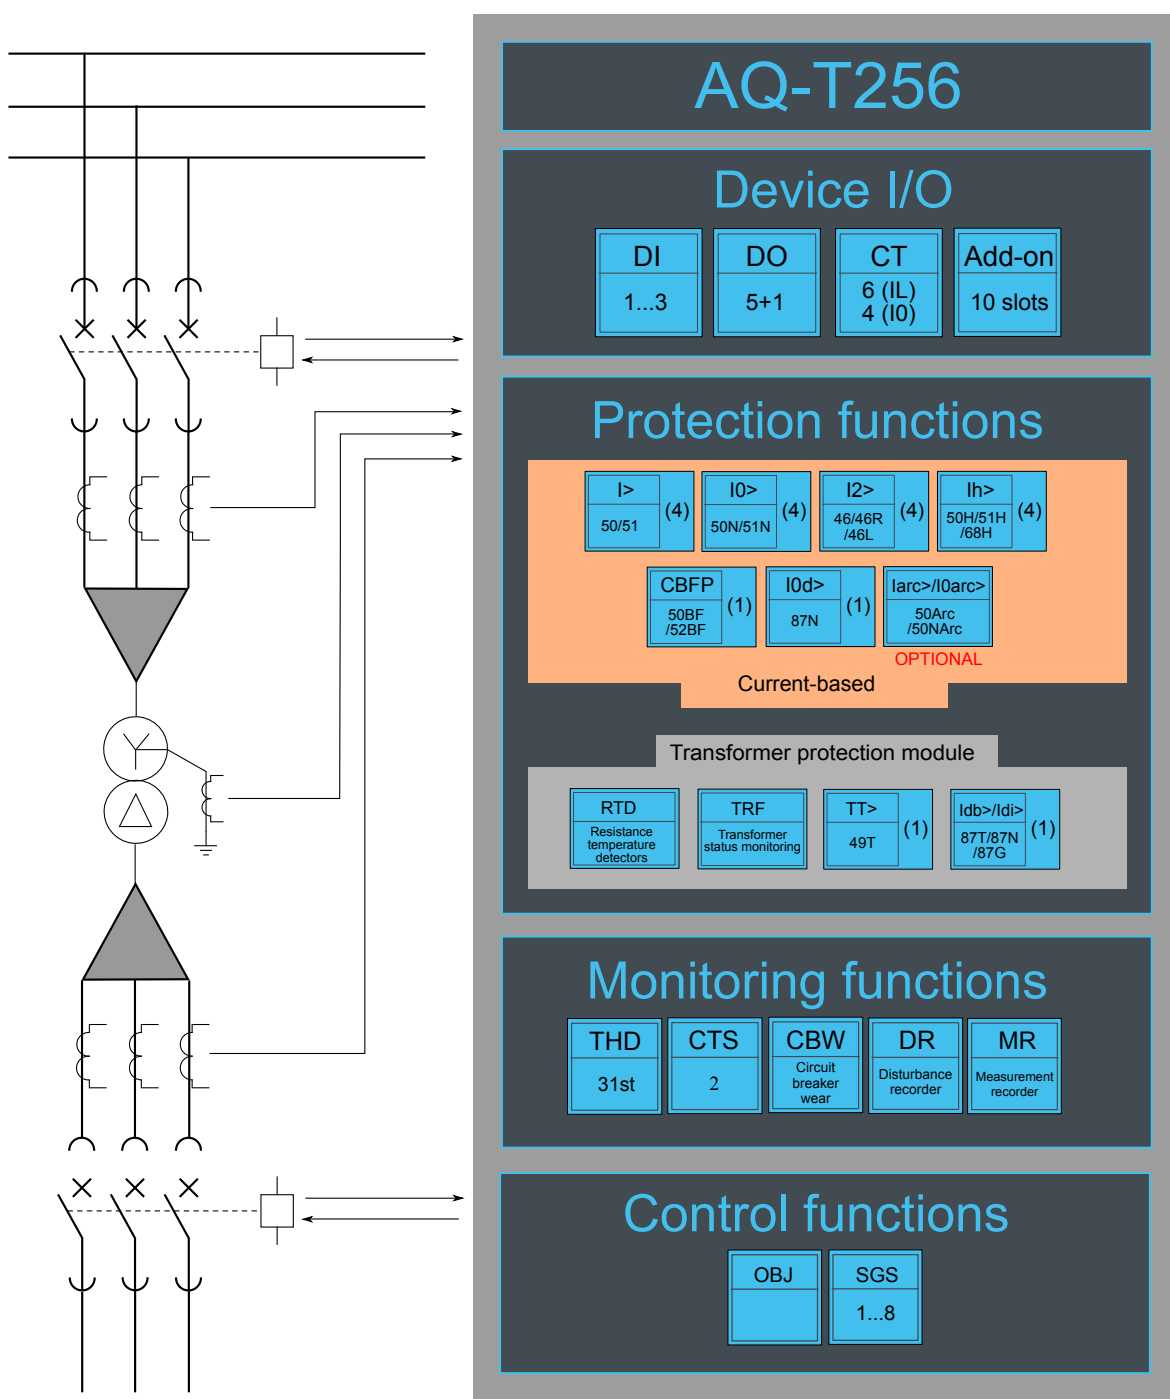 AQ-T256
Device I/O
DI
1...3
DO
5+1
CT
6 (IL)
4 (I0)
Add-on
10 slots
Protection functions
I>
50/51
(4)
I0>
50N/51N
(4)
I2>
46/46R
/46L
(4)
Ih>
50H/51H
/68H
(4)
CBFP
50BF
/52BF
(1)
I0d>
87N
(1)
Iarc>/I0arc>
50Arc
/50NArc
OPTIONAL
Current-based
Transformer protection module
RTD
Resistance
temperature
detectors
TRF
Transformer
status monitoring
TT>
49T
(1)
Idb>/Idi>
87T/87N
/87G
(1)
Monitoring functions
THD
31st
CTS
2
CBW
Circuit
breaker
wear
DR
Disturbance
recorder
MR
Measurement
recorder
Control functions
OBJ
SGS
1...8